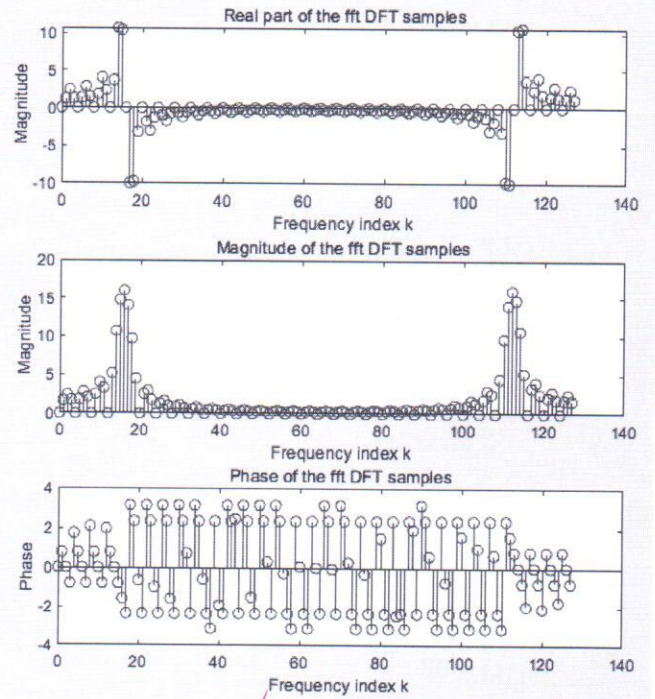 Real part of the fft DFT samples
10
5
0
-5
-10
Magnitude
0 20 40 60 80 100 120 140
Frequency index k
Magnitude of the fft DFT samples
20
15
10
5
0
Magnitude
0 20 40 60 80 100 120 140
Frequency index k
Phase of the fft DFT samples
4
2
0
-2
-4
Phase
0 20 40 60 80 100 120 140
Frequency index k